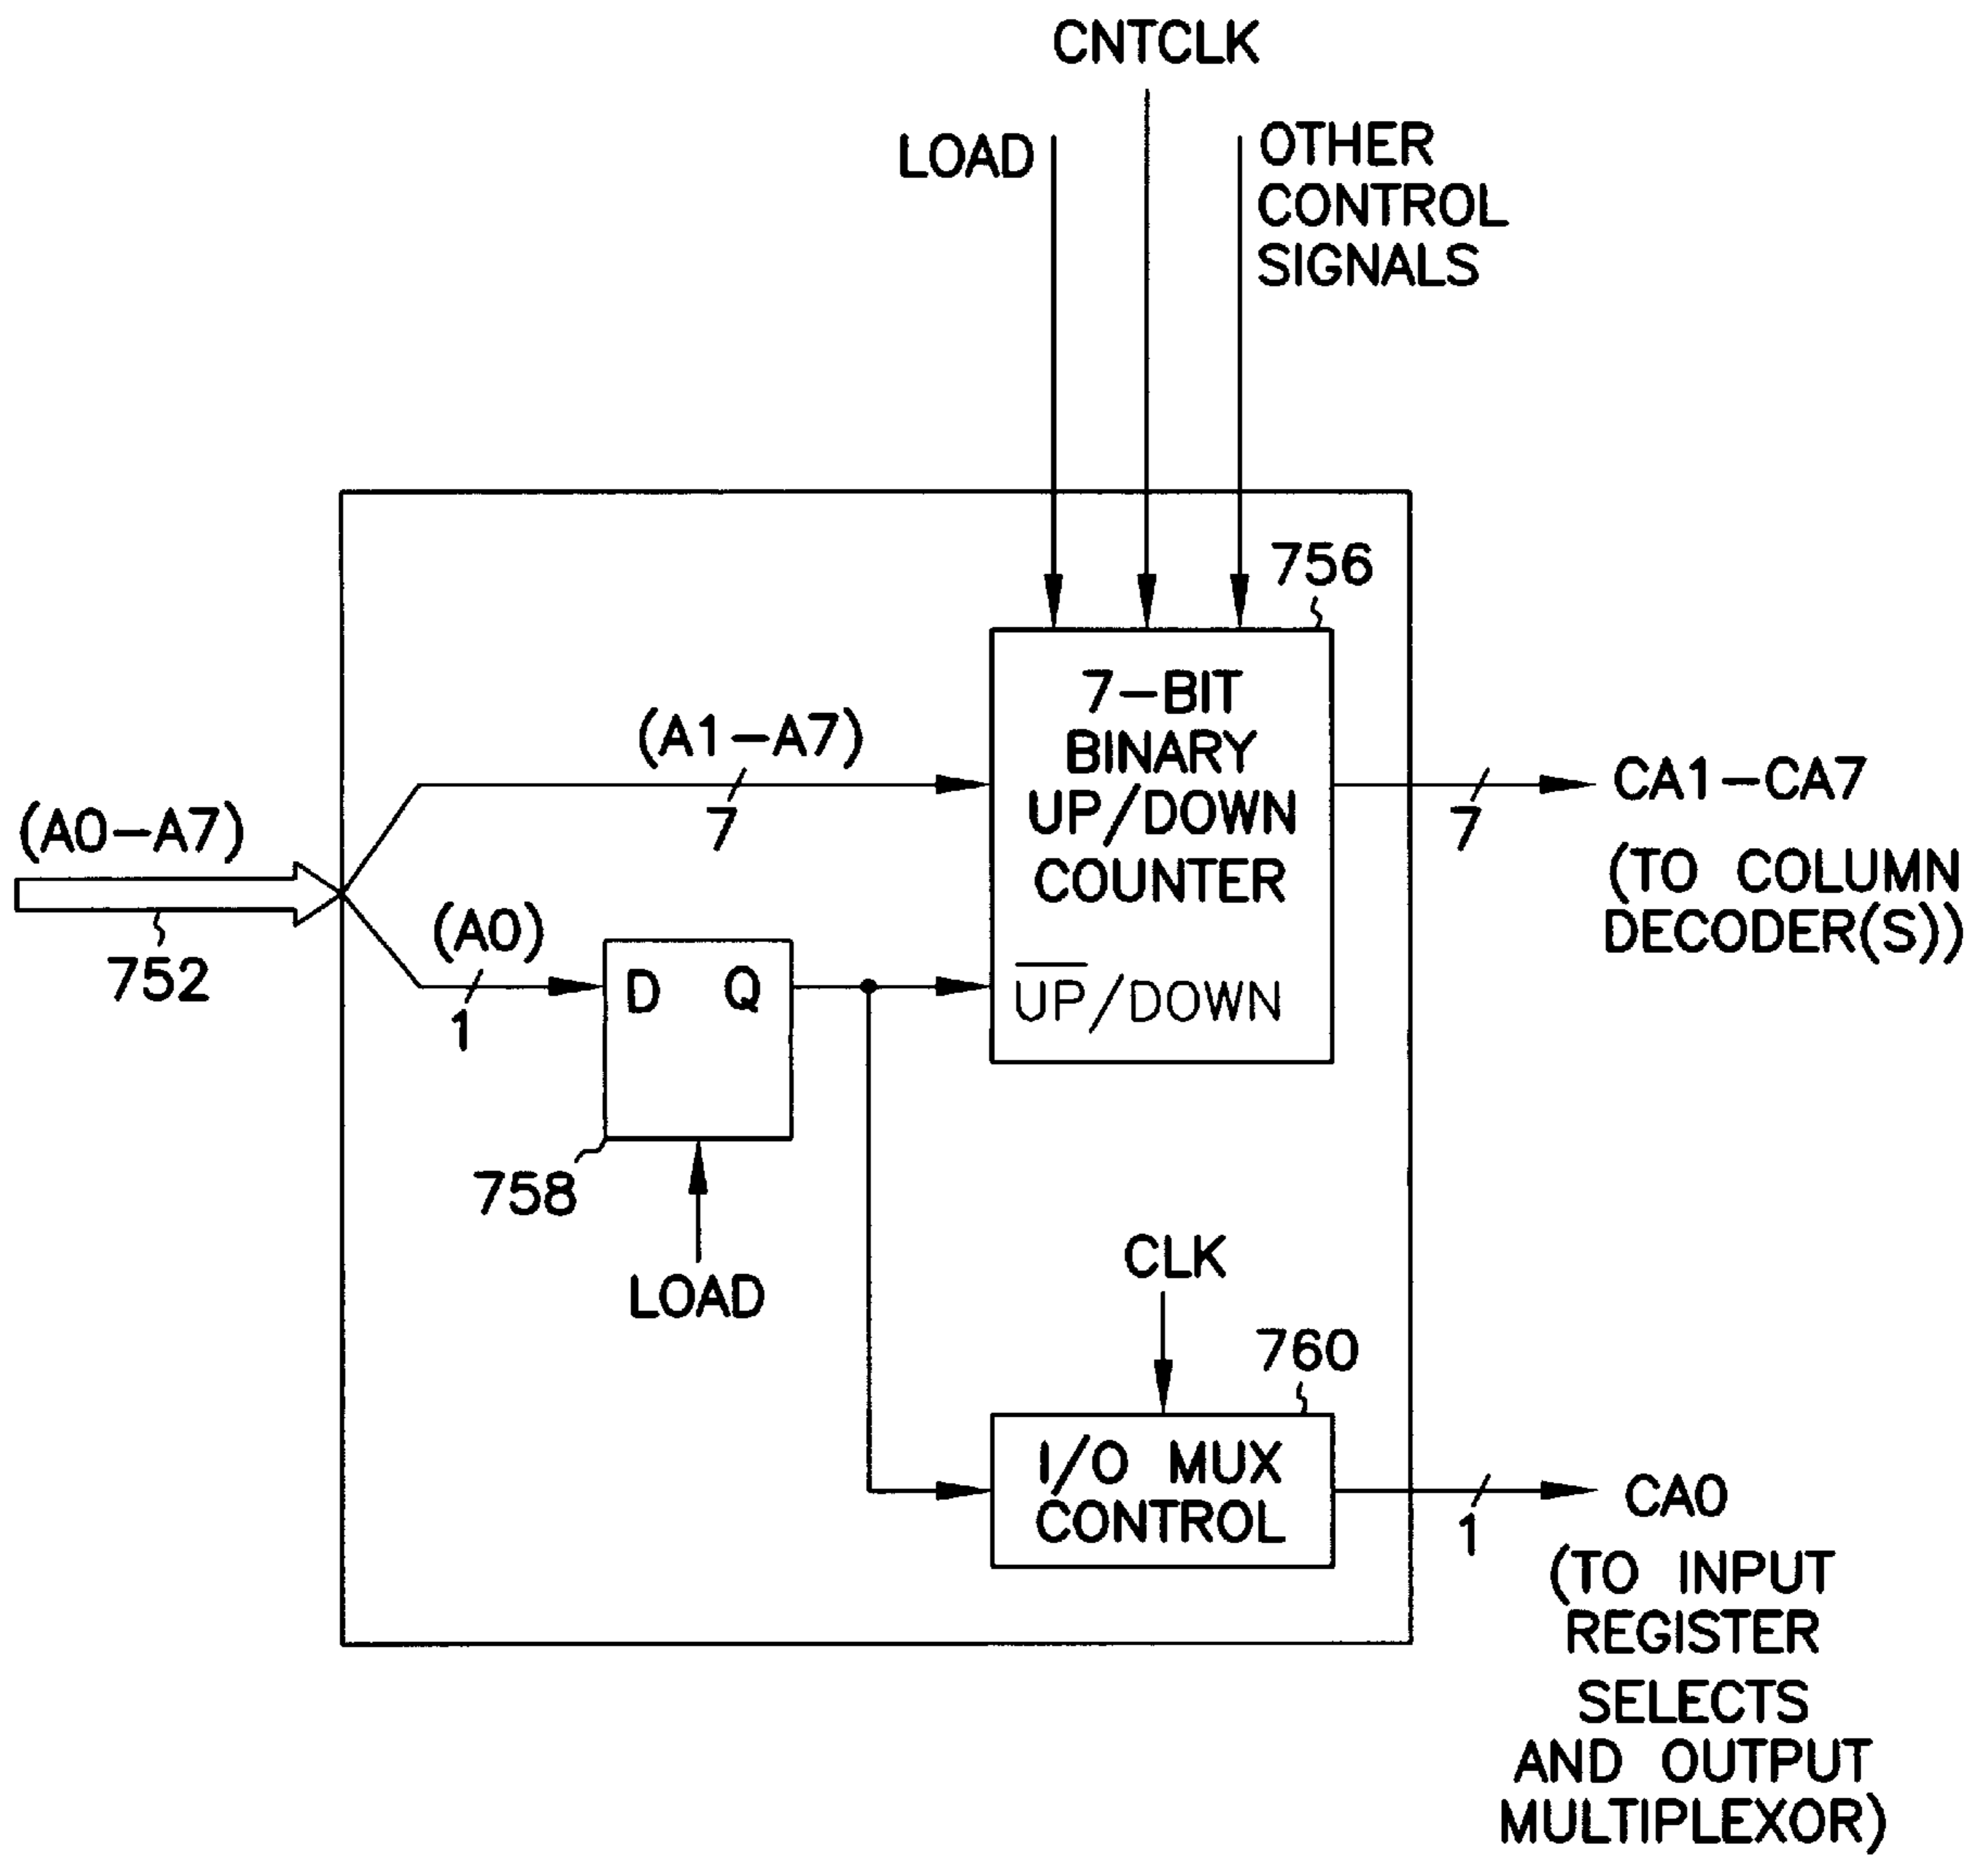 CNTCLK
LOAD
OTHER
CONTROL
SIGNALS
756
7-BIT
BINARY
UP/DOWN
COUNTER
U̅P̅/DOWN
(A1-A7)
7
(A0-A7)
752
(A0)
1
D Q
758
LOAD
7
CA1-CA7
(TO COLUMN
DECODER(S))
CLK
760
I/O MUX
CONTROL
1
CA0
(TO INPUT
REGISTER
SELECTS
AND OUTPUT
MULTIPLEXOR)